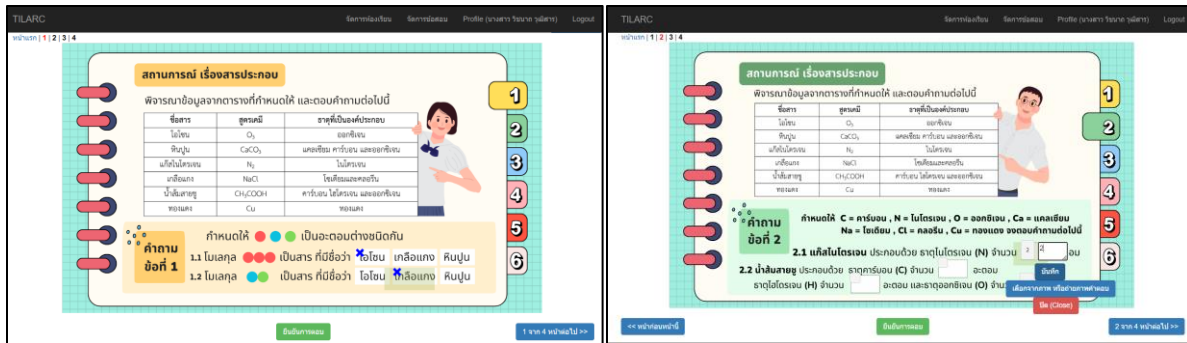 TILARC
จัดการห้องเรียน จัดการข้อสอบ Profile (นางสาว วิชนาถ วุฒิสาร) Logout
หน้าแรก | 1 | 2 | 3 | 4
สถานการณ์ เรื่องสารประกอบ
พิจารณาข้อมูลจากตารางที่กำหนดให้ และตอบคำถามต่อไปนี้
ชื่อสาร สูตรเคมี ธาตุที่เป็นองค์ประกอบ
โอโซน O₃ ออกซิเจน
หินปูน CaCO₃ แคลเซียม คาร์บอน และออกซิเจน
แก๊สไนโตรเจน N₂ ไนโตรเจน
เกลือแกง NaCl โซเดียมและคลอรีน
น้ำส้มสายชู CH₃COOH คาร์บอน ไฮโดรเจน และออกซิเจน
ทองแดง Cu ทองแดง
1
2
3
4
5
6
คำถาม
ข้อที่ 1
กำหนดให้ เป็นอะตอมต่างชนิดกัน
1.1 โมเลกุล เป็นสาร ที่มีชื่อว่า โอโซน เกลือแกง หินปูน
1.2 โมเลกุล เป็นสาร ที่มีชื่อว่า โอโซน เกลือแกง หินปูน
ยืนยันการตอบ
1 จาก 4 หน้าต่อไป >>
TILARC
จัดการห้องเรียน จัดการข้อสอบ Profile (นางสาว วิชนาถ วุฒิสาร) Logout
หน้าแรก | 1 | 2 | 3 | 4
สถานการณ์ เรื่องสารประกอบ
พิจารณาข้อมูลจากตารางที่กำหนดให้ และตอบคำถามต่อไปนี้
ชื่อสาร สูตรเคมี ธาตุที่เป็นองค์ประกอบ
โอโซน O₃ ออกซิเจน
หินปูน CaCO₃ แคลเซียม คาร์บอน และออกซิเจน
แก๊สไนโตรเจน N₂ ไนโตรเจน
เกลือแกง NaCl โซเดียมและคลอรีน
น้ำส้มสายชู CH₃COOH คาร์บอน ไฮโดรเจน และออกซิเจน
ทองแดง Cu ทองแดง
1
2
3
4
5
6
คำถาม
ข้อที่ 2
กำหนดให้ C = คาร์บอน , N = ไนโตรเจน , O = ออกซิเจน , Ca = แคลเซียม
Na = โซเดียม , Cl = คลอรีน , Cu = ทองแดง จงตอบคำถามต่อไปนี้
2.1 แก๊สไนโตรเจน ประกอบด้วย ธาตุไนโตรเจน (N) จำนวน 2 อม
2.2 น้ำส้มสายชู ประกอบด้วย ธาตุคาร์บอน (C) จำนวน อะตอม
ธาตุไฮโดรเจน (H) จำนวน อะตอม และธาตุออกซิเจน (O) จำน
บันทึก
เลือกจากภาพ หรือถ่ายภาพคำตอบ
ปิด (Close)
<< หน้าก่อนหน้านี้
ยืนยันการตอบ
2 จาก 4 หน้าต่อไป >>